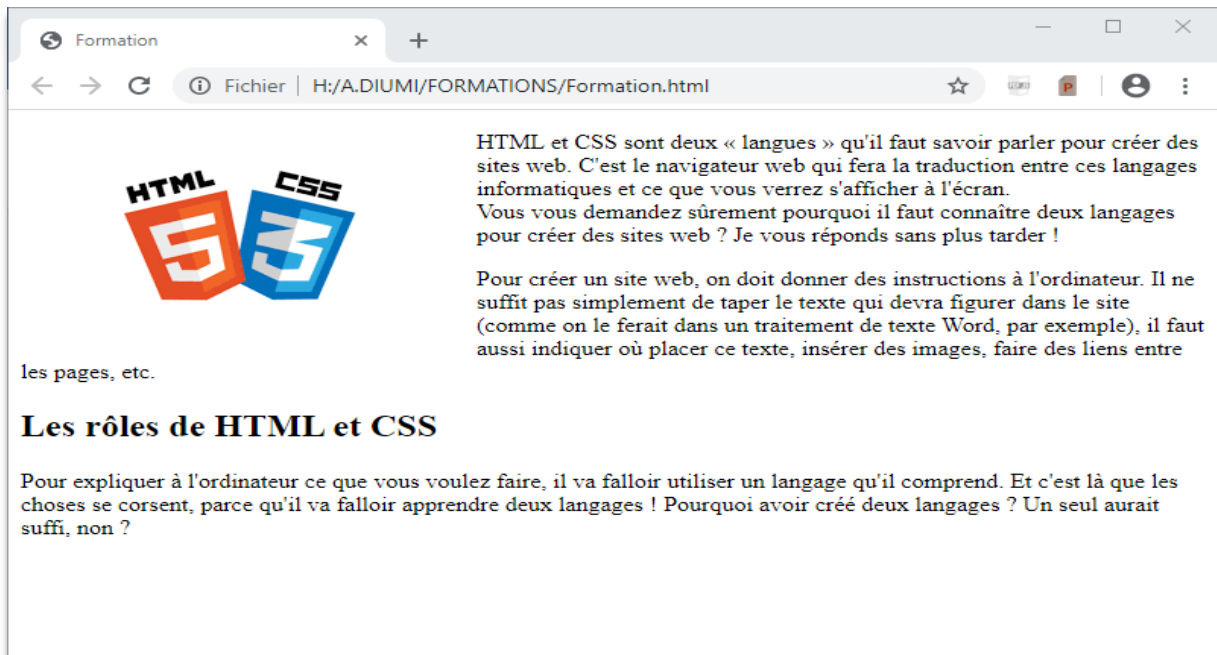 Formation
Fichier | H:/A.DIUMI/FORMATIONS/Formation.html
P
HTML CSS
5 3
HTML et CSS sont deux « langues » qu'il faut savoir parler pour créer des
sites web. C'est le navigateur web qui fera la traduction entre ces langages
informatiques et ce que vous verrez s'afficher à l'écran.
Vous vous demandez sûrement pourquoi il faut connaître deux langages
pour créer des sites web ? Je vous réponds sans plus tarder !
Pour créer un site web, on doit donner des instructions à l'ordinateur. Il ne
suffit pas simplement de taper le texte qui devra figurer dans le site
(comme on le ferait dans un traitement de texte Word, par exemple), il faut
aussi indiquer où placer ce texte, insérer des images, faire des liens entre
les pages, etc.
Les rôles de HTML et CSS
Pour expliquer à l'ordinateur ce que vous voulez faire, il va falloir utiliser un langage qu'il comprend. Et c'est là que les
choses se corsent, parce qu'il va falloir apprendre deux langages ! Pourquoi avoir créé deux langages ? Un seul aurait
suffi, non ?